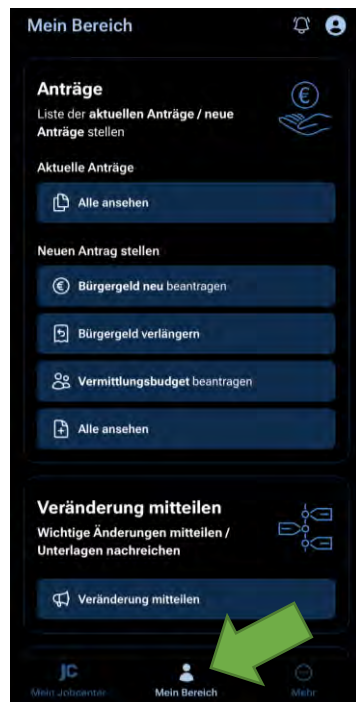 Mein Bereich
Anträge
Liste der aktuellen Anträge / neue
Anträge stellen
Aktuelle Anträge
Alle ansehen
Neuen Antrag stellen
Bürgergeld neu beantragen
Bürgergeld verlängern
Vermittlungsbudget beantragen
Alle ansehen
Veränderung mitteilen
Wichtige Änderungen mitteilen /
Unterlagen nachreichen
Veränderung mitteilen
JC
Mein Jobcenter Mein Bereich Mehr